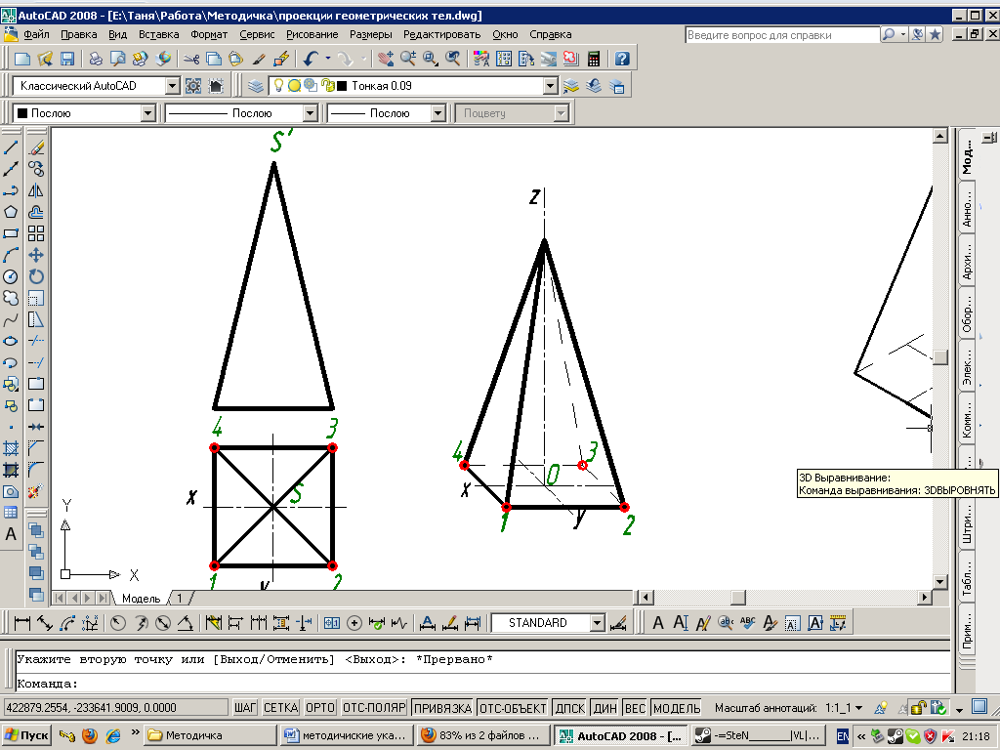 AutoCAD 2008 - [E:\Таня\Работа\Методичка\проекции геометрических тел.dwg]
Файл Правка Вид Вставка Формат Сервис Рисование Размеры Редактировать Окно Справка Введите вопрос для справки
Классический AutoCAD Тонкая 0.09
Послою Послою Послою Поцвету
S'
Z
4 3
X S
1 2
Y
4 3
X O
1 y 2
Y
X
Мод...
Анно...
Архи...
Обор...
Элек...
Комм...
Штри...
Табл...
Прим...
3D Выравнивание:
Команда выравнивания: 3DВЫРОВНЯТЬ
Модель 1
STANDARD
Укажите вторую точку или [Выход/Отменить] <Выход>: *Прервано*
Команда:
422879.2554, -233641.9009, 0.0000 ШАГ СЕТКА ОРТО ОТС-ПОЛЯР ПРИВЯЗКА ОТС-ОБЪЕКТ ДПСК ДИН ВЕС МОДЕЛЬ Масштаб аннотаций: 1:1_1
Пуск Методичка методичиские ука... 83% из 2 файлов ... AutoCAD 2008 - [... -=SteN________|VL|... EN 21:18